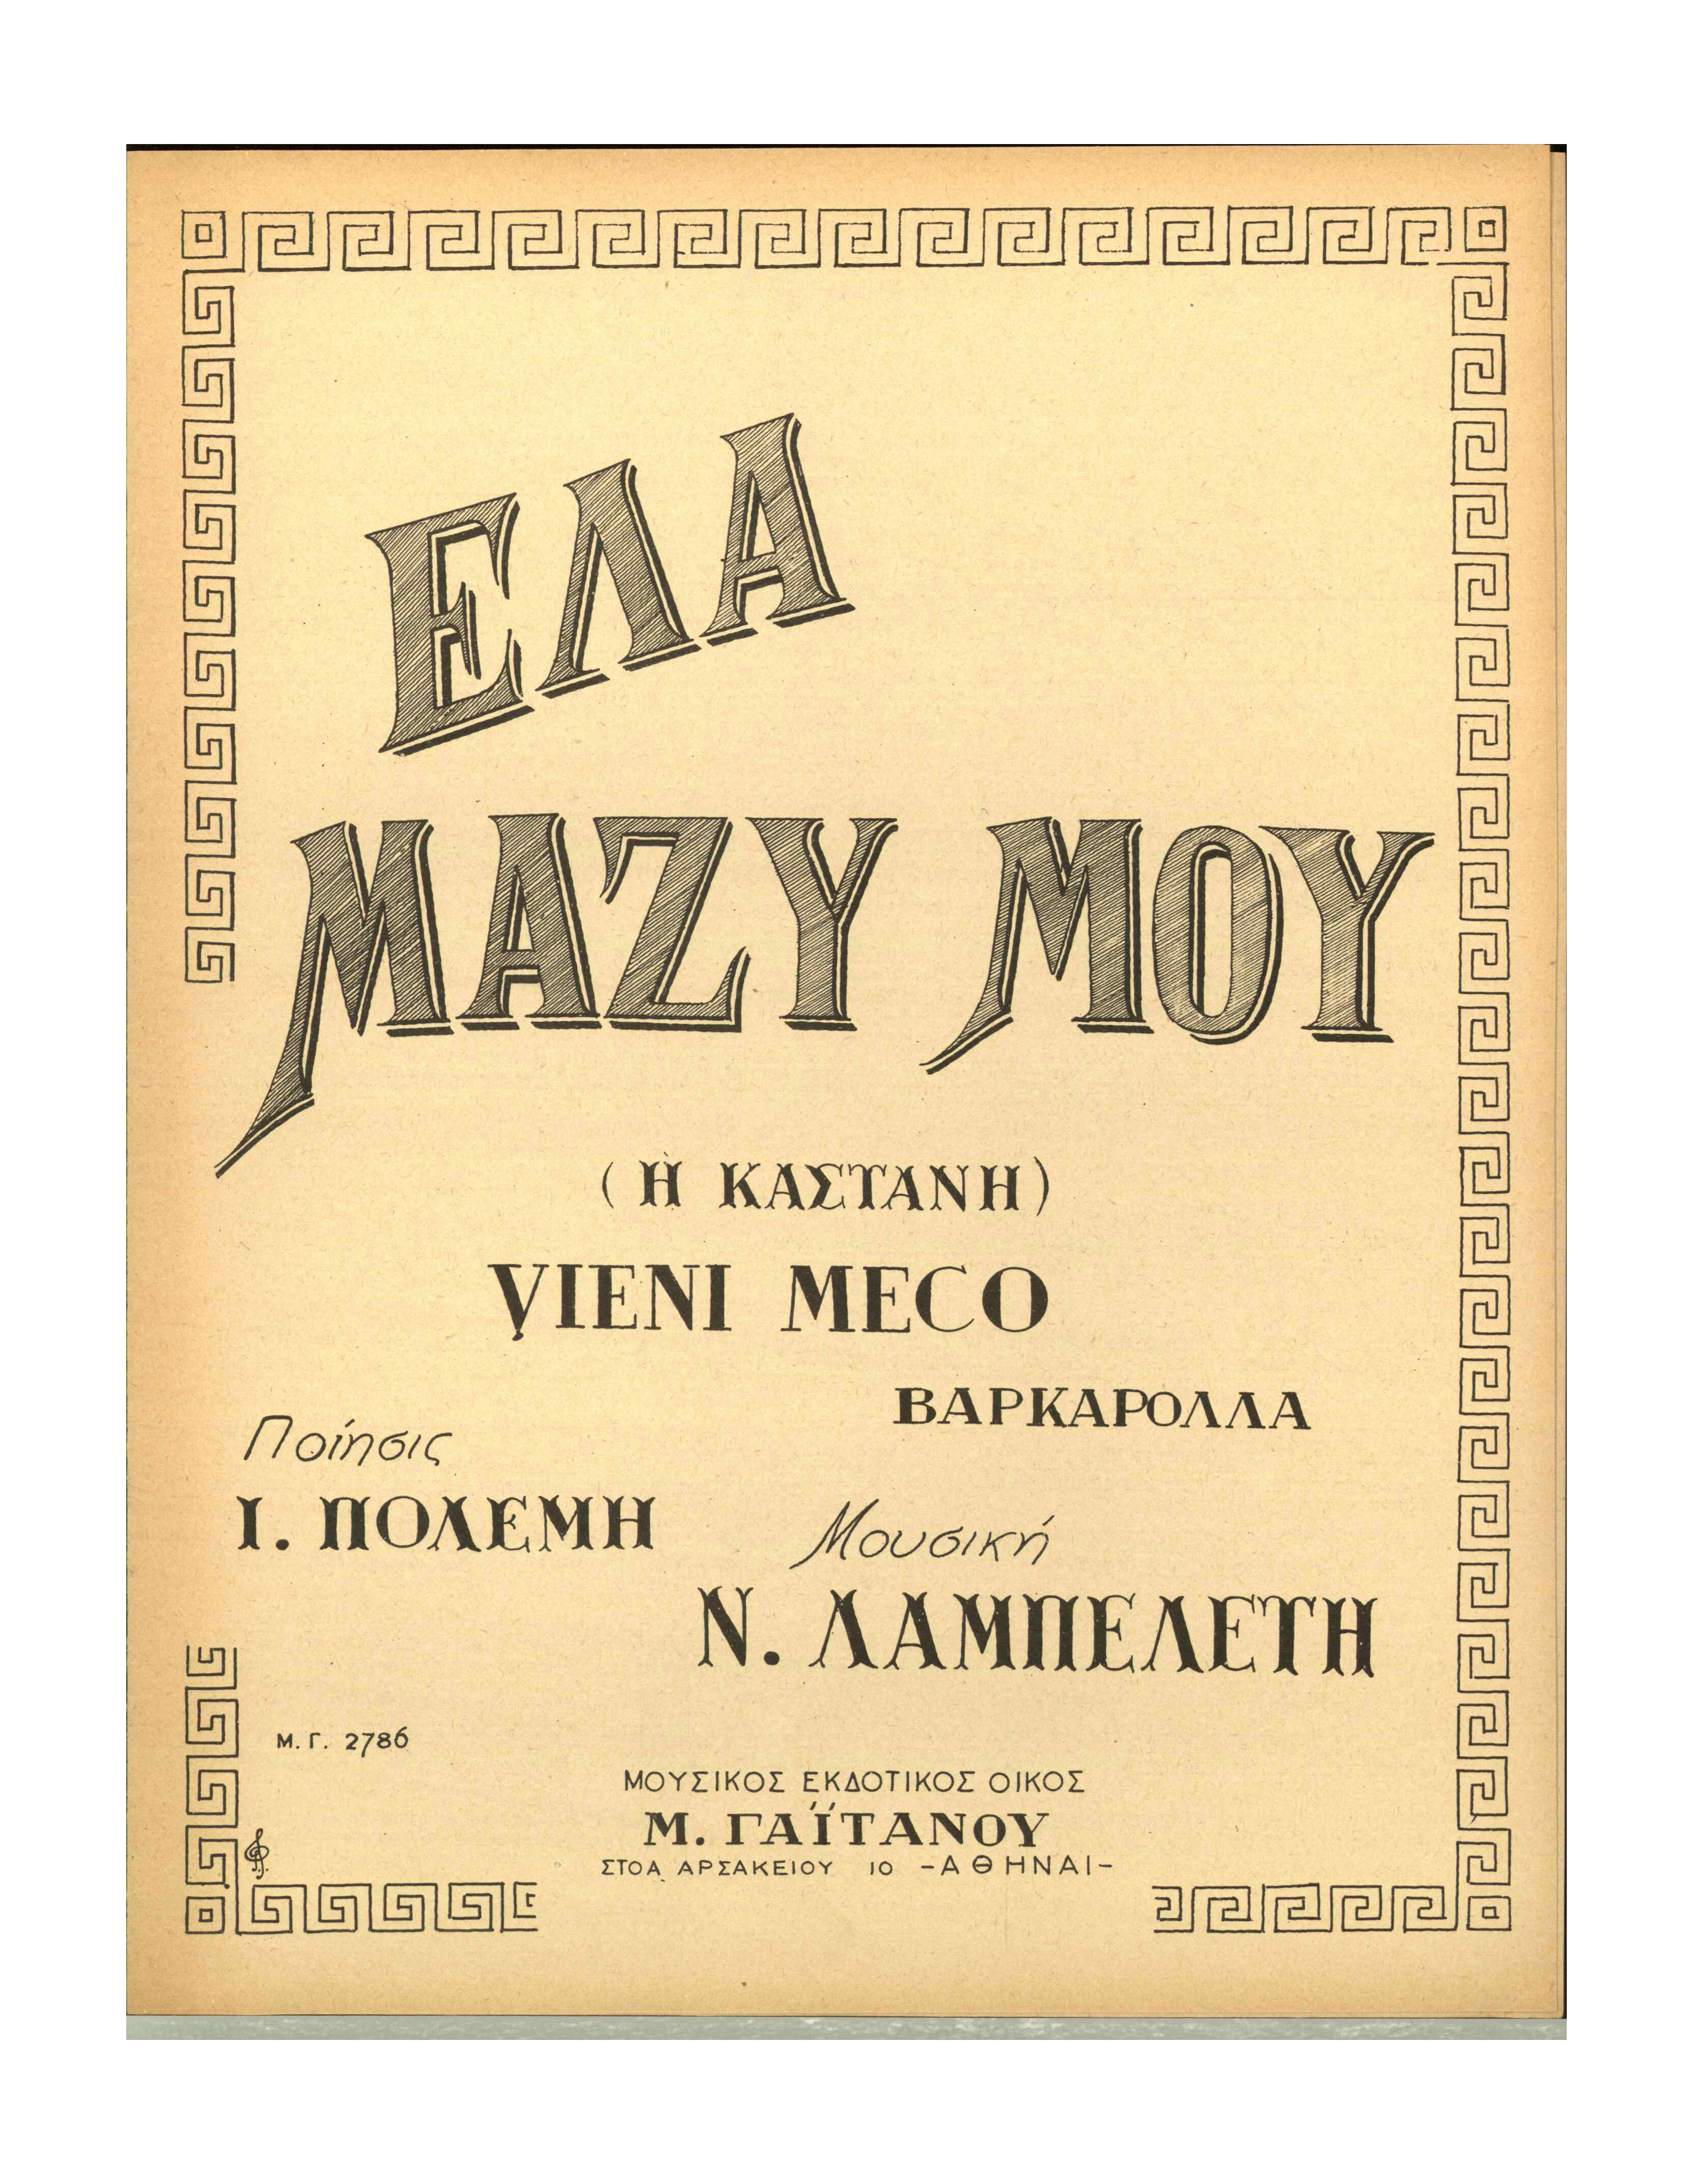 ΕΛΑ
ΜΑΖΥ ΜΟΥ
(Ἡ ΚΑΣΤΑΝΗ)
VIENI MECO
ΒΑΡΚΑΡΟΛΛΑ
Ποίησις
Ι. ΠΟΛΕΜΗ
Μουσική
Ν. ΛΑΜΠΕΛΕΤΗ
Μ. Γ. 2786
ΜΟΥΣΙΚΟΣ ΕΚΔΟΤΙΚΟΣ ΟΙΚΟΣ
Μ. ΓΑΪΤΑΝΟΥ
ΣΤΟΑ ΑΡΣΑΚΕΙΟΥ 10 -ΑΘΗΝΑΙ-